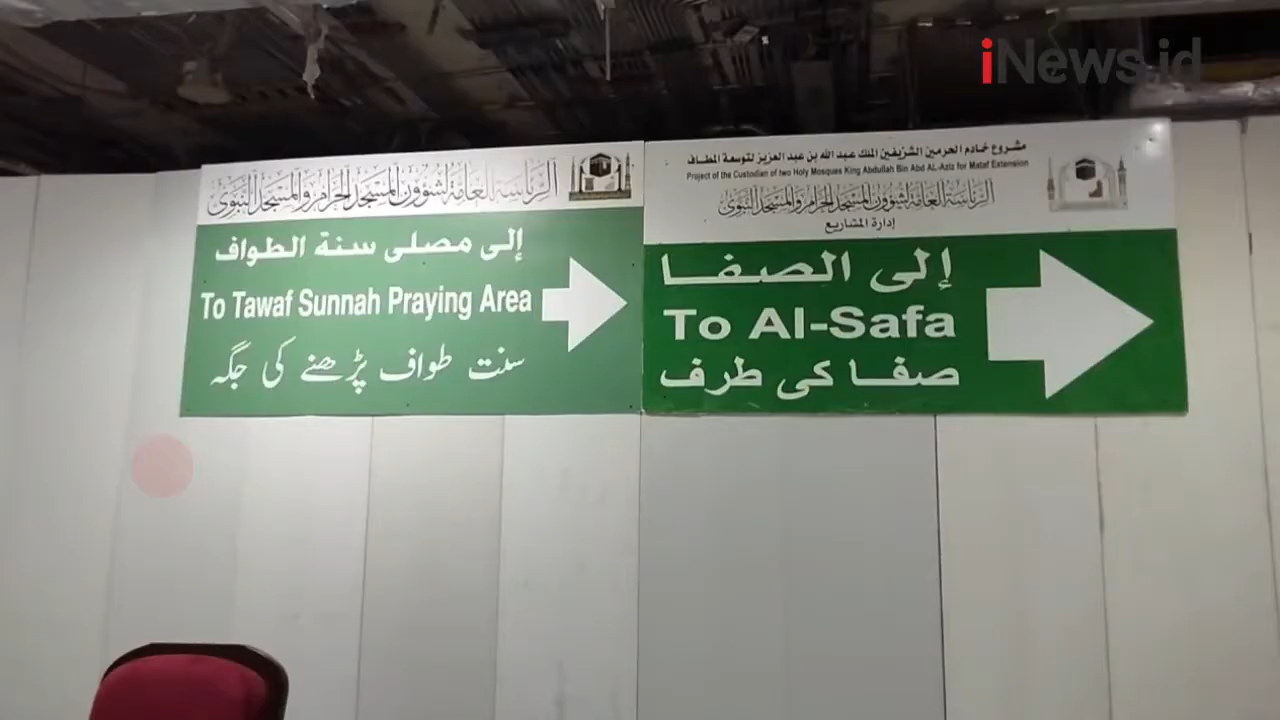 iNews.id
الرئاسة العامة لشؤون المسجد الحرام والمسجد النبوي
إلى مصلى سنة الطواف
To Tawaf Sunnah Praying Area
سنت طواف پڑھنے کی جگہ
مشروع خادم الحرمين الشريفين الملك عبد الله بن عبد العزيز لتوسعة المطاف
Project of the Custodian of two Holy Mosques King Abdullah Bin Abd AL-Aziz for Mataf Extension
الرئاسة العامة لشؤون المسجد الحرام والمسجد النبوي
إدارة المشاريع
إلى الصفا
To Al-Safa
صفا کی طرف